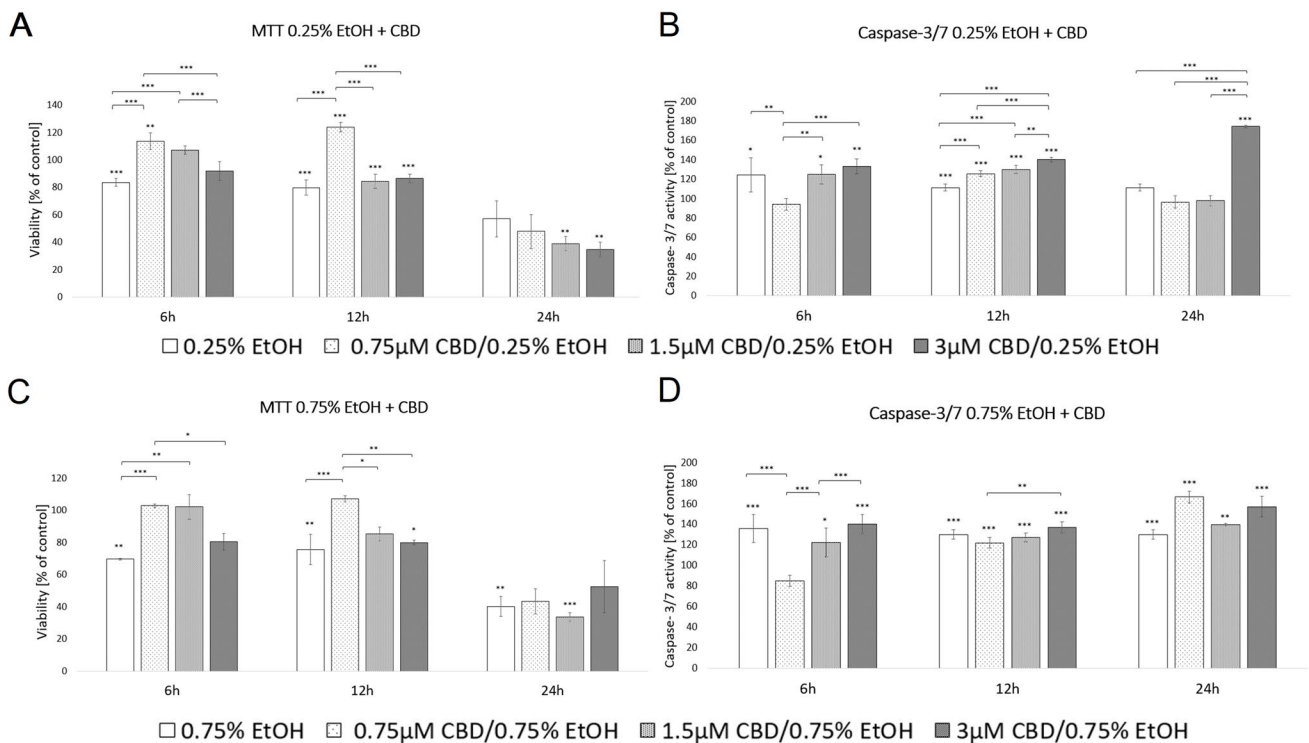 A
MTT 0.25% EtOH + CBD
*** *** *** *** ***
*** *** *** ***
*** ** *** *** *** *** ** **
Viability [% of control]
140
120
100
80
60
40
20
0
6h 12h 24h
B
Caspase-3/7 0.25% EtOH + CBD
** *** ** *** *** *** ** *** *** *** ***
* * ** *** *** *** *** ***
Caspase- 3/7 activity [% of control]
200
180
160
140
120
100
80
60
40
20
0
6h 12h 24h
0.25% EtOH 0.75µM CBD/0.25% EtOH 1.5µM CBD/0.25% EtOH 3µM CBD/0.25% EtOH
C
MTT 0.75% EtOH + CBD
* ** *** ** * ***
** ** * ** ***
Viability [% of control]
120
100
80
60
40
20
0
6h 12h 24h
D
Caspase-3/7 0.75% EtOH + CBD
*** *** *** **
*** * *** *** *** *** *** *** *** ** ***
Caspase- 3/7 activity [% of control]
200
180
160
140
120
100
80
60
40
20
0
6h 12h 24h
0.75% EtOH 0.75µM CBD/0.75% EtOH 1.5µM CBD/0.75% EtOH 3µM CBD/0.75% EtOH